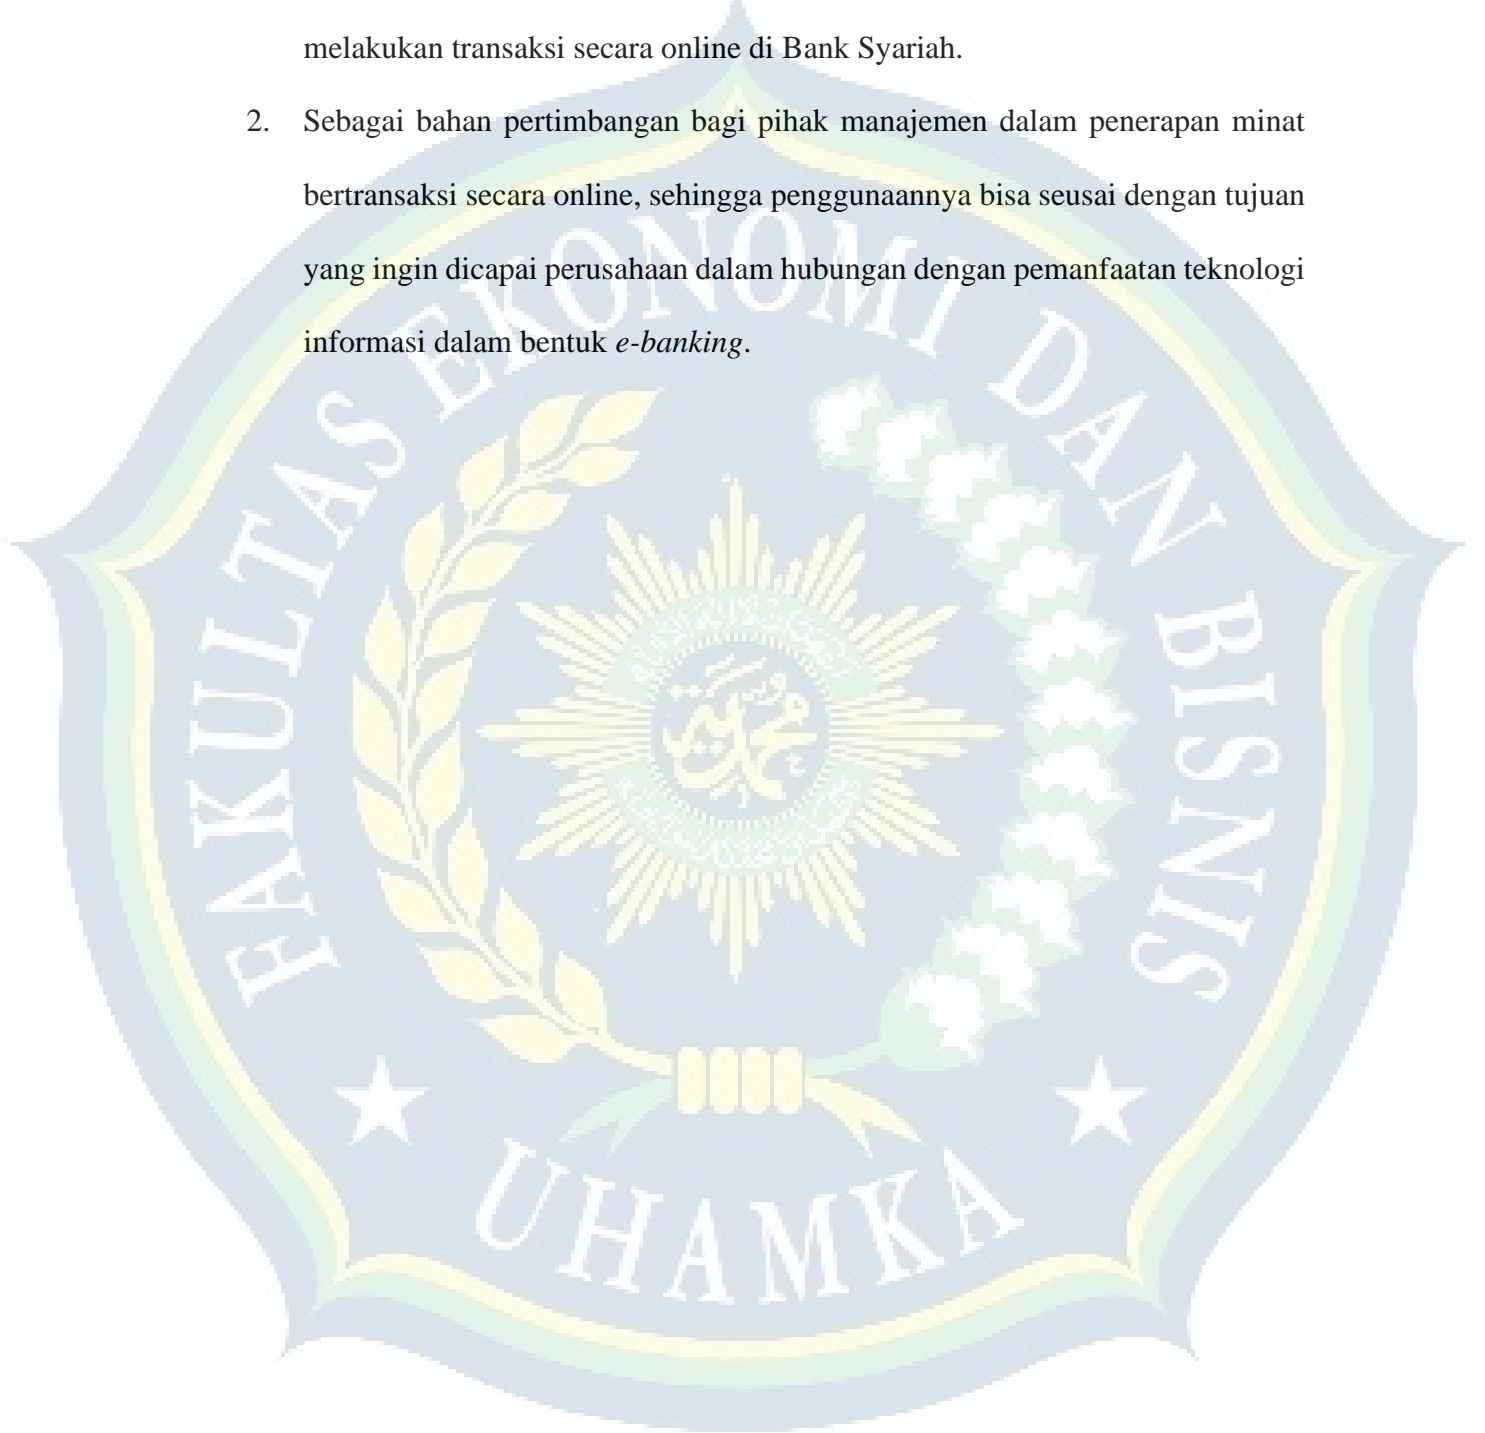 melakukan transaksi secara online di Bank Syariah.
2. Sebagai bahan pertimbangan bagi pihak manajemen dalam penerapan minat
bertransaksi secara online, sehingga penggunaannya bisa seusai dengan tujuan
yang ingin dicapai perusahaan dalam hubungan dengan pemanfaatan teknologi
informasi dalam bentuk e-banking.
FAKULTAS EKONOMI DAN BISNIS
UHAMKA